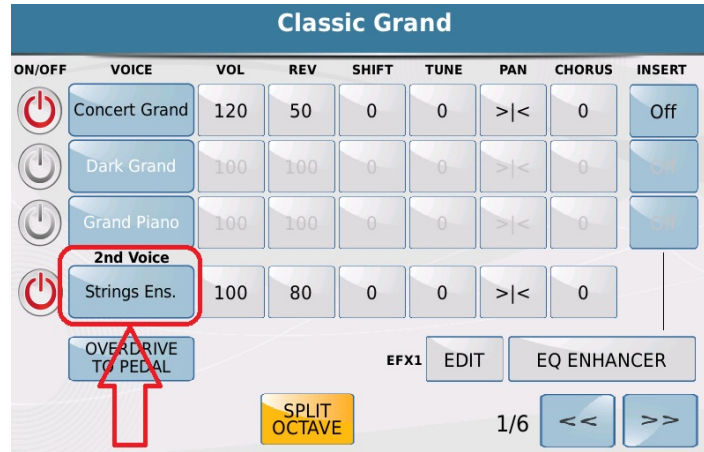 Classic Grand
ON/OFF VOICE VOL REV SHIFT TUNE PAN CHORUS INSERT
Concert Grand 120 50 0 0 >|< 0 Off
Dark Grand 100 100 0 0 >|< 0 Off
Grand Piano 100 100 0 0 >|< 0 Off
2nd Voice
Strings Ens. 100 80 0 0 >|< 0
OVERDRIVE
TO PEDAL
EFX1 EDIT EQ ENHANCER
SPLIT
OCTAVE
1/6 << >>